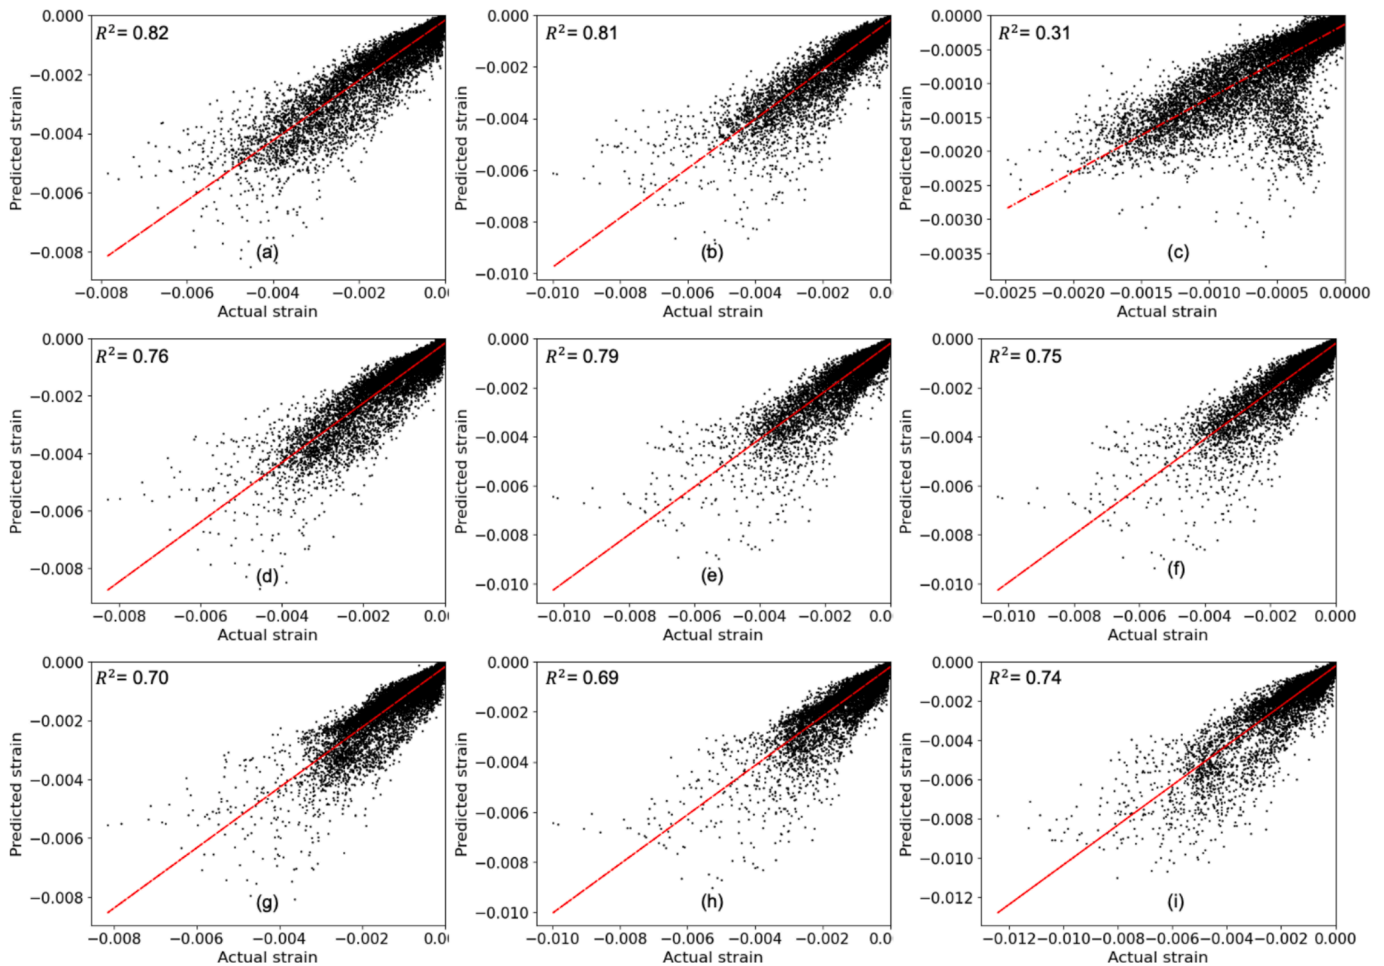 R² = 0.82
0.000
−0.002
−0.004
−0.006
−0.008
Predicted strain
(a)
−0.008 −0.006 −0.004 −0.002 0.00
Actual strain
R² = 0.81
0.000
−0.002
−0.004
−0.006
−0.008
−0.010
Predicted strain
(b)
−0.010 −0.008 −0.006 −0.004 −0.002 0.00
Actual strain
R² = 0.31
0.0000
−0.0005
−0.0010
−0.0015
−0.0020
−0.0025
−0.0030
−0.0035
Predicted strain
(c)
−0.0025 −0.0020 −0.0015 −0.0010 −0.0005 0.0000
Actual strain
R² = 0.76
0.000
−0.002
−0.004
−0.006
−0.008
Predicted strain
(d)
−0.008 −0.006 −0.004 −0.002 0.00
Actual strain
R² = 0.79
0.000
−0.002
−0.004
−0.006
−0.008
−0.010
Predicted strain
(e)
−0.010 −0.008 −0.006 −0.004 −0.002 0.00
Actual strain
R² = 0.75
0.000
−0.002
−0.004
−0.006
−0.008
−0.010
Predicted strain
(f)
−0.010 −0.008 −0.006 −0.004 −0.002 0.000
Actual strain
R² = 0.70
0.000
−0.002
−0.004
−0.006
−0.008
Predicted strain
(g)
−0.008 −0.006 −0.004 −0.002 0.00
Actual strain
R² = 0.69
0.000
−0.002
−0.004
−0.006
−0.008
−0.010
Predicted strain
(h)
−0.010 −0.008 −0.006 −0.004 −0.002 0.00
Actual strain
R² = 0.74
0.000
−0.002
−0.004
−0.006
−0.008
−0.010
−0.012
Predicted strain
(i)
−0.012−0.010−0.008−0.006−0.004−0.002 0.000
Actual strain